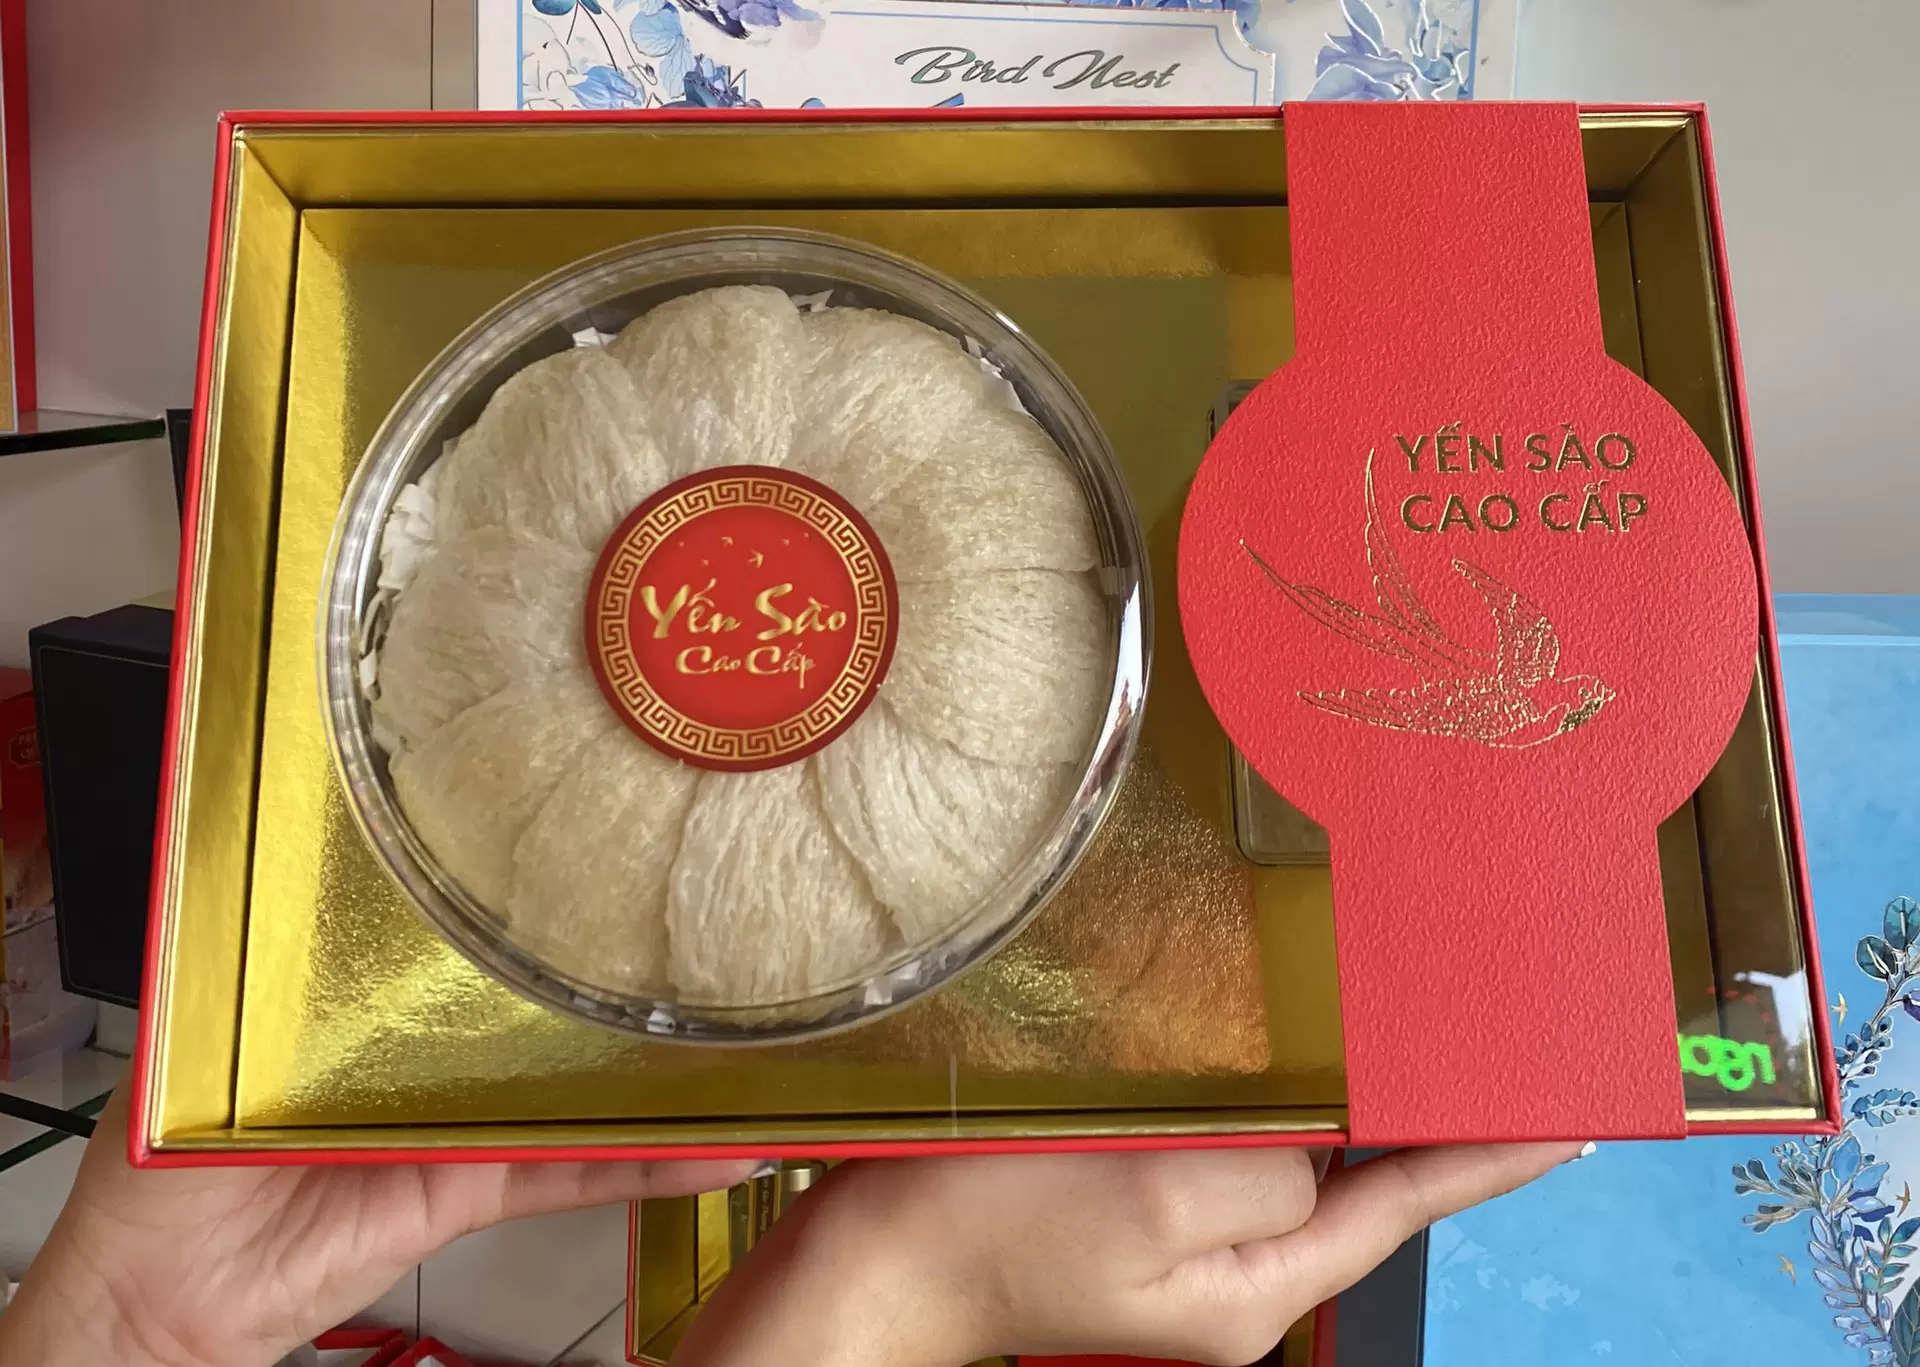 Bird Nest
YẾN SÀO
CAO CẤP
Yến Sào
Cao Cấp